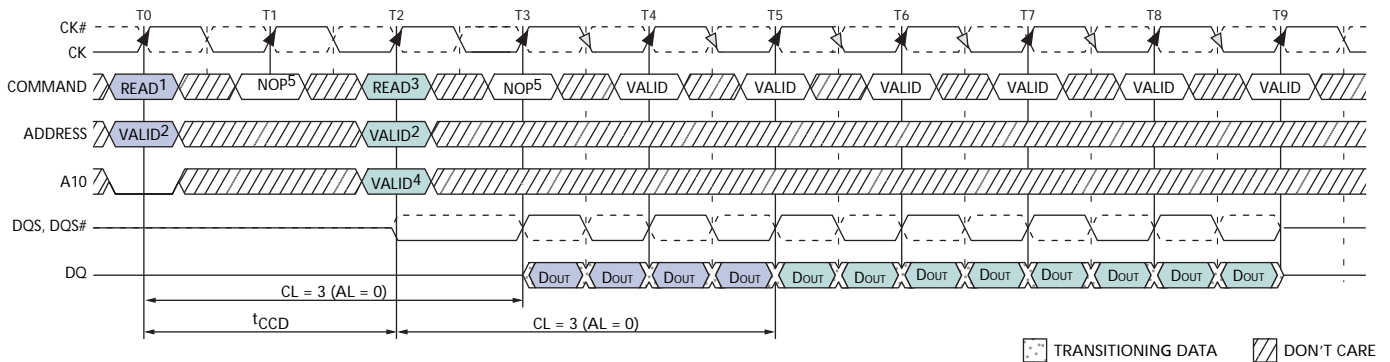 T0 T1 T2 T3 T4 T5 T6 T7 T8 T9
CK#
CK
COMMAND READ1 NOP5 READ3 NOP5 VALID VALID VALID VALID VALID VALID
ADDRESS VALID2 VALID2
A10 VALID4
DQS, DQS#
DQ DOUT DOUT DOUT DOUT DOUT DOUT DOUT DOUT DOUT DOUT DOUT DOUT
CL = 3 (AL = 0)
tCCD CL = 3 (AL = 0)
TRANSITIONING DATA DON'T CARE